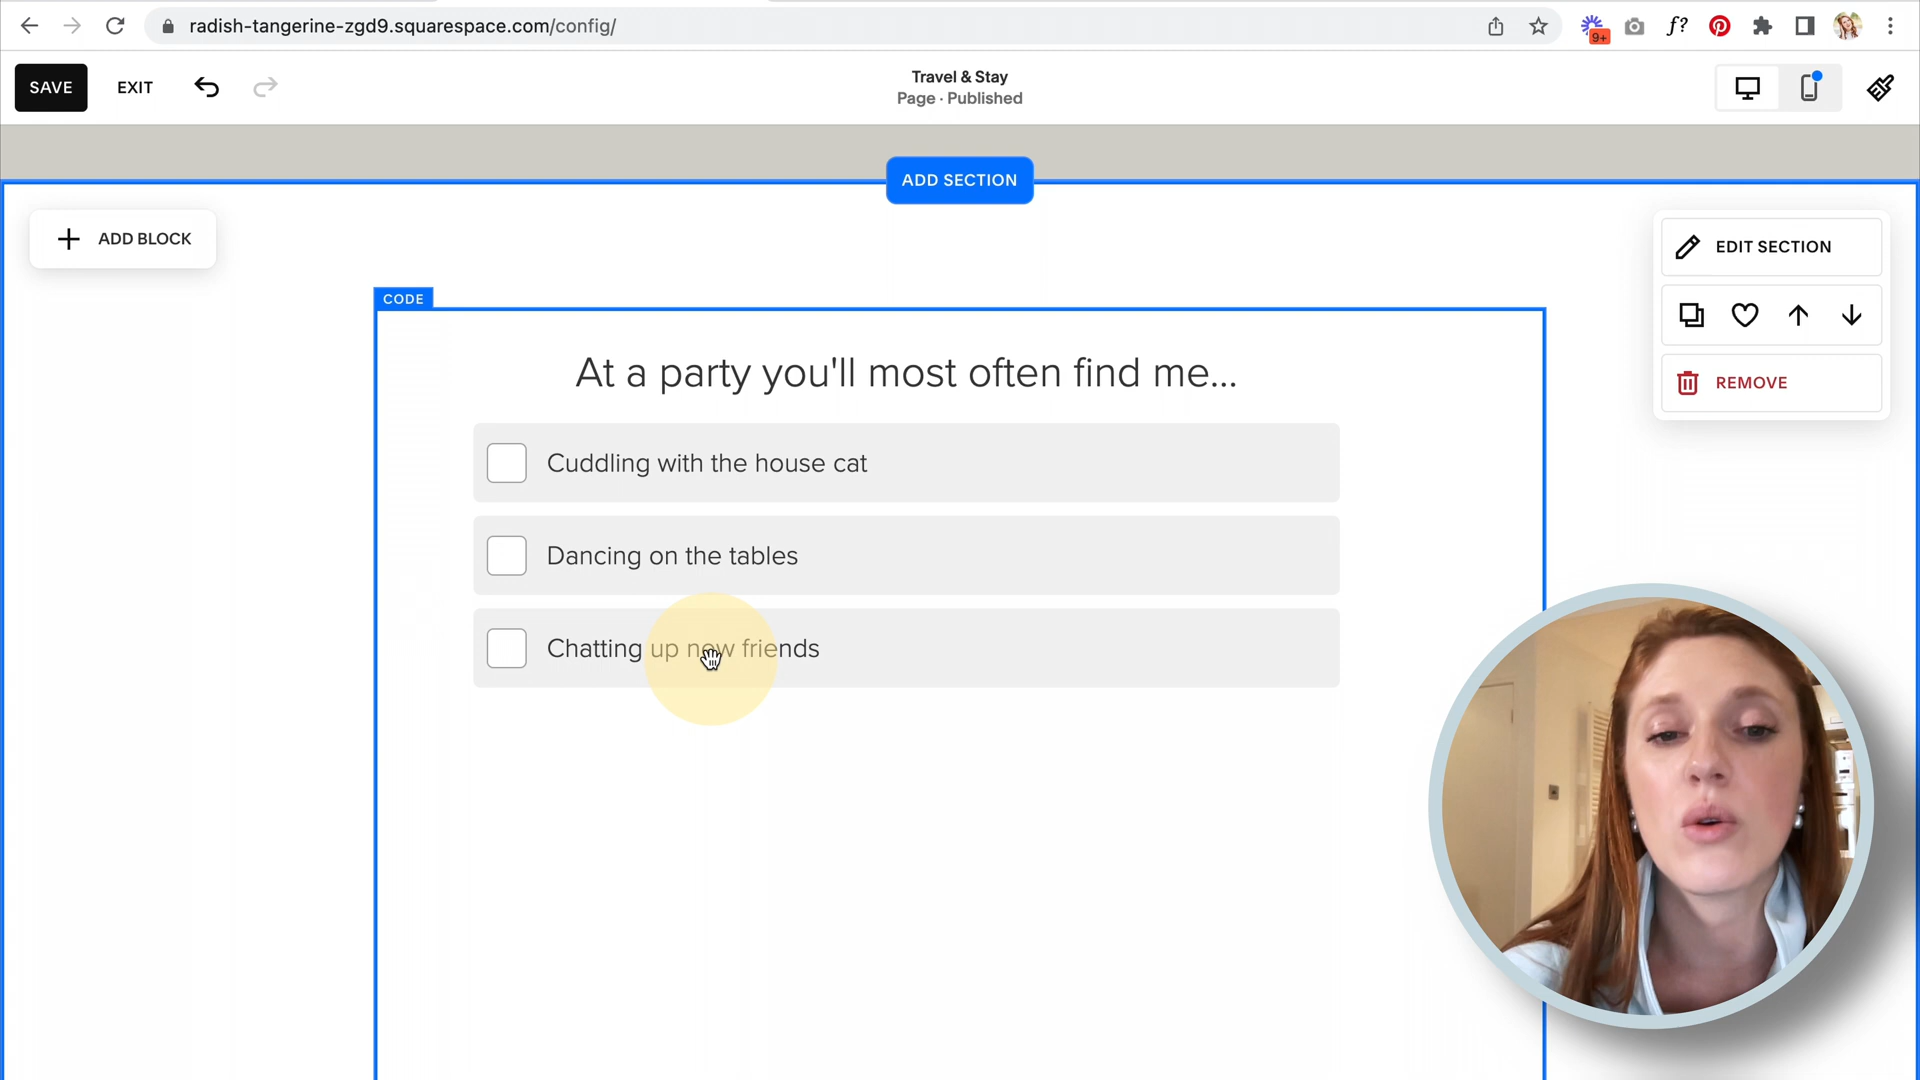 radish-tangerine-zgd9.squarespace.com/config/
9+
f?
SAVE
EXIT
Travel & Stay
Page · Published
ADD SECTION
ADD BLOCK
EDIT SECTION
REMOVE
CODE
At a party you'll most often find me...
Cuddling with the house cat
Dancing on the tables
Chatting up new friends